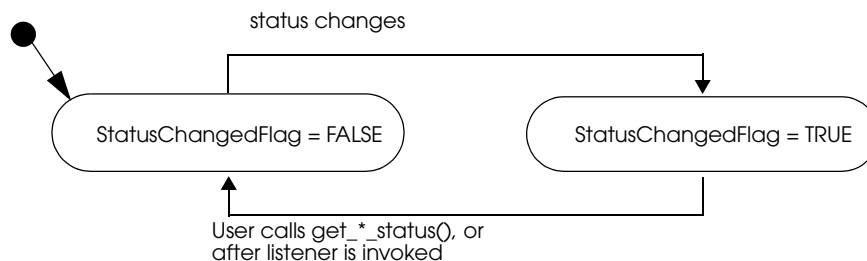 status changes
StatusChangedFlag = FALSE
StatusChangedFlag = TRUE
User calls get_*_status(), or
after listener is invoked